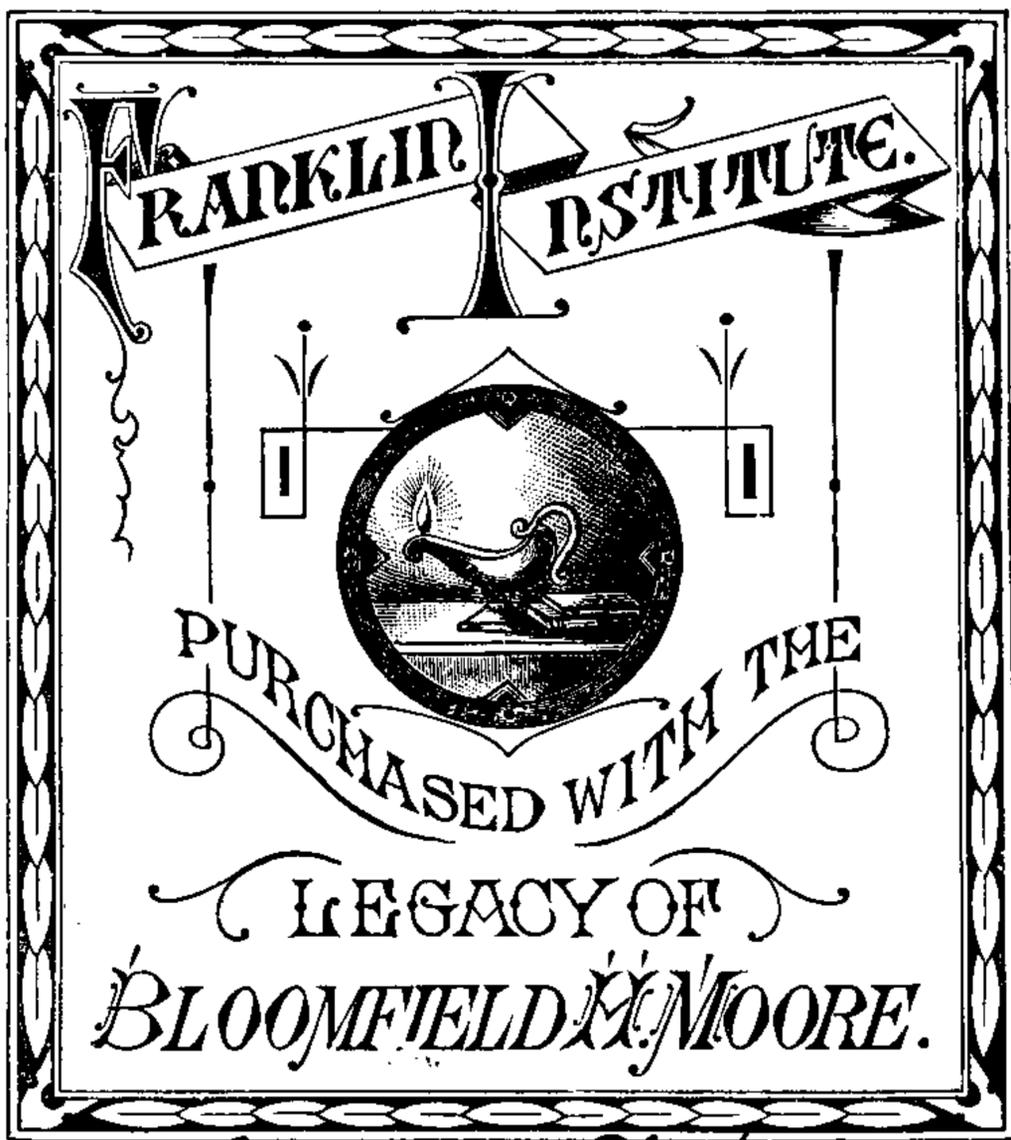 FRANKLIN INSTITUTE.
PURCHASED WITH THE
LEGACY OF
BLOOMFIELD H. MOORE.